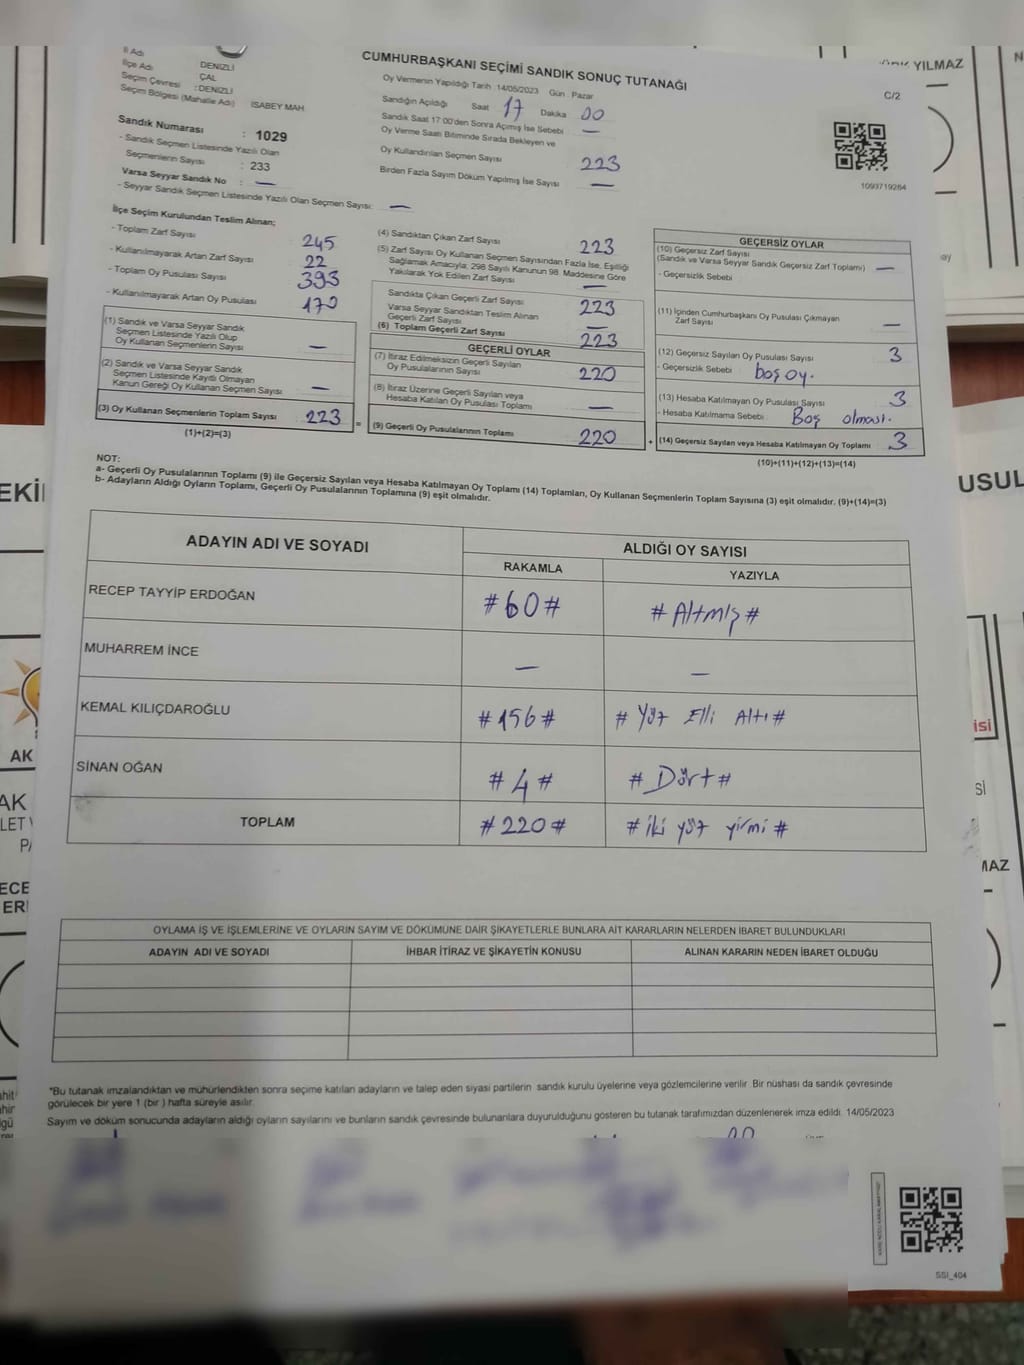 İl Adı DENİZLİ
İlçe Adı ÇAL
Seçim Çevresi : DENİZLİ
Seçim Bölgesi (Mahalle Adı) ISABEY MAH
CUMHURBAŞKANI SEÇİMİ SANDIK SONUÇ TUTANAĞI
Oy Vermenin Yapıldığı Tarih :14/05/2023 Gün : Pazar
C/2
Sandığın Açıldığı Saat 17 Dakika 00
Sandık Saat 17:00'den Sonra Açmış İse Sebebi —
Oy Verme Saati Bitiminde Sırada Bekleyen ve
Oy Kullandırılan Seçmen Sayısı 223
Birden Fazla Sayım Döküm Yapılmış İse Sayısı —
1093719284
Sandık Numarası : 1029
- Sandık Seçmen Listesinde Yazılı Olan
Seçmenlerin Sayısı : 233
Varsa Seyyar Sandık No : —
- Seyyar Sandık Seçmen Listesinde Yazılı Olan Seçmen Sayısı: —
İlçe Seçim Kurulundan Teslim Alınan;
- Toplam Zarf Sayısı 245
- Kullanılmayarak Artan Zarf Sayısı 22
- Toplam Oy Pusulası Sayısı 393
- Kullanılmayarak Artan Oy Pusulası 170
(1) Sandık ve Varsa Seyyar Sandık
Seçmen Listesinde Yazılı Olup
Oy Kullanan Seçmenlerin Sayısı —
(2) Sandık ve Varsa Seyyar Sandık
Seçmen Listesinde Kayıtlı Olmayan
Kanun Gereği Oy Kullanan Seçmen Sayısı —
(3) Oy Kullanan Seçmenlerin Toplam Sayısı 223 =
(1)+(2)=(3)
(4) Sandıktan Çıkan Zarf Sayısı 223
(5) Zarf Sayısı Oy Kullanan Seçmen Sayısından Fazla İse, Eşitliği
Sağlamak Amacıyla, 298 Sayılı Kanunun 98. Maddesine Göre
Yakılarak Yok Edilen Zarf Sayısı —
Sandıkta Çıkan Geçerli Zarf Sayısı 223
Varsa Seyyar Sandıktan Teslim Alınan
Geçerli Zarf Sayısı —
(6) Toplam Geçerli Zarf Sayısı 223
GEÇERLİ OYLAR
(7) İtiraz Edilmeksizin Geçerli Sayılan
Oy Pusulalarının Sayısı 220
(8) İtiraz Üzerine Geçerli Sayılan veya
Hesaba Katılan Oy Pusulası Toplamı —
(9) Geçerli Oy Pusulalarının Toplamı 220 +
GEÇERSİZ OYLAR
(10) Geçersiz Zarf Sayısı
(Sandık ve Varsa Seyyar Sandık Geçersiz Zarf Toplamı) —
- Geçersizlik Sebebi
(11) İçinden Cumhurbaşkanı Oy Pusulası Çıkmayan
Zarf Sayısı —
(12) Geçersiz Sayılan Oy Pusulası Sayısı 3
- Geçersizlik Sebebi boş oy.
(13) Hesaba Katılmayan Oy Pusulası Sayısı 3
- Hesaba Katılmama Sebebi Boş olması.
(14) Geçersiz Sayılan veya Hesaba Katılmayan Oy Toplamı 3
(10)+(11)+(12)+(13)=(14)
NOT:
a- Geçerli Oy Pusulalarının Toplamı (9) ile Geçersiz Sayılan veya Hesaba Katılmayan Oy Toplamı (14) Toplamları, Oy Kullanan Seçmenlerin Toplam Sayısına (3) eşit olmalıdır. (9)+(14)=(3)
b- Adayların Aldığı Oyların Toplamı, Geçerli Oy Pusulalarının Toplamına (9) eşit olmalıdır.
ADAYIN ADI VE SOYADI ALDIĞI OY SAYISI
RAKAMLA YAZIYLA
RECEP TAYYİP ERDOĞAN #60# #Altmış#
MUHARREM İNCE — —
KEMAL KILIÇDAROĞLU #156# #Yüz Elli Altı#
SİNAN OĞAN #4# #Dört#
TOPLAM #220# #iki yüz yirmi#
OYLAMA İŞ VE İŞLEMLERİNE VE OYLARIN SAYIM VE DÖKÜMÜNE DAİR ŞİKAYETLERLE BUNLARA AİT KARARLARIN NELERDEN İBARET BULUNDUKLARI
ADAYIN ADI VE SOYADI İHBAR İTİRAZ VE ŞİKAYETİN KONUSU ALINAN KARARIN NEDEN İBARET OLDUĞU
"Bu tutanak imzalandıktan ve mühürlendikten sonra seçime katılan adayların ve talep eden siyasi partilerin sandık kurulu üyelerine veya gözlemcilerine verilir. Bir nüshası da sandık çevresinde
görülecek bir yere 1 (bir ) hafta süreyle asılır.
Sayım ve döküm sonucunda adayların aldığı oyların sayılarını ve bunların sandık çevresinde bulunanlara duyurulduğunu gösteren bu tutanak tarafımızdan düzenlenerek imza edildi. 14/05/2023
SSI_404
YILMAZ
AK
USUL